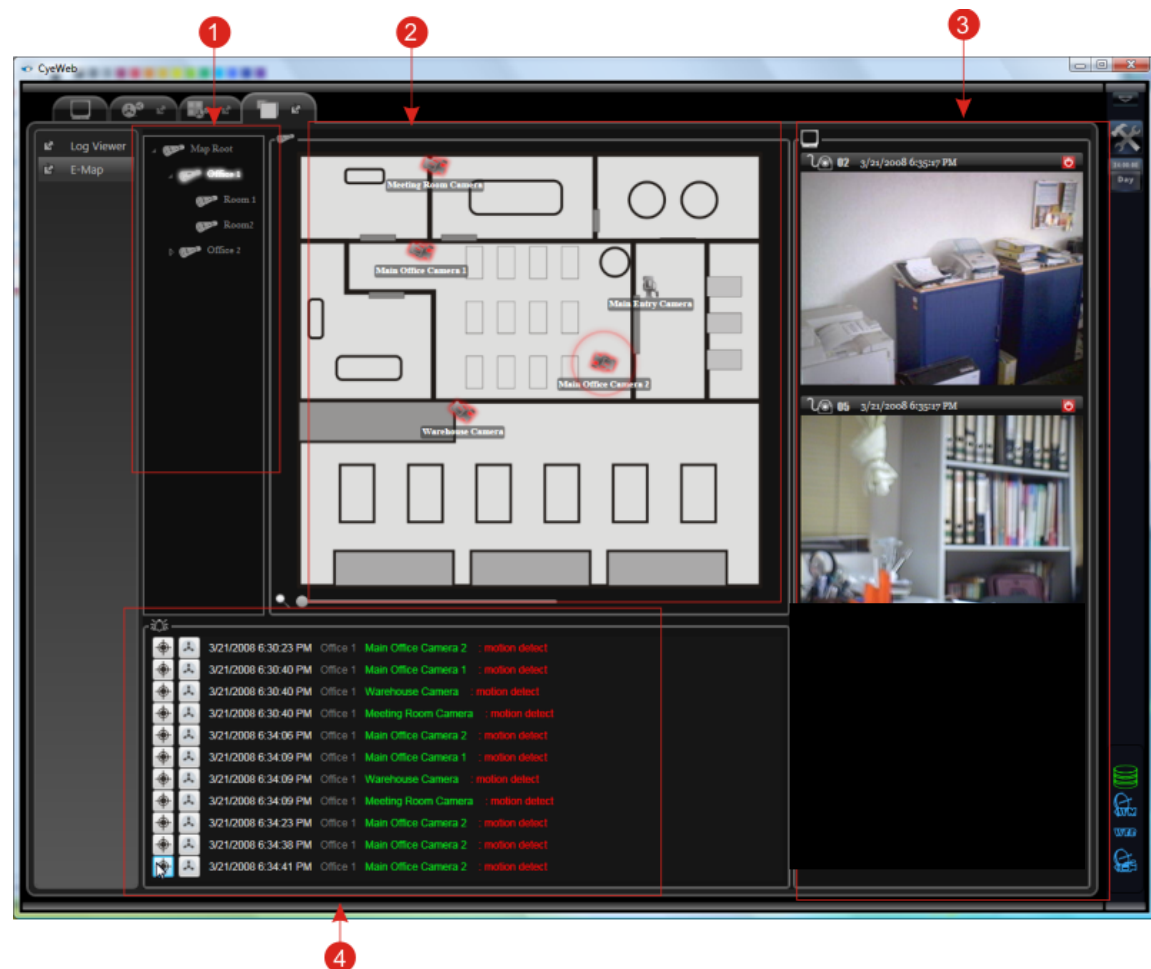 1
2
3
CyeWeb
Log Viewer
E-Map
Map Root
Office 1
Room 1
Room2
Office 2
Meeting Room Camera
Main Office Camera 1
Main Entry Camera
Main Office Camera 2
Warehouse Camera
02 3/21/2008 6:35:17 PM
05 3/21/2008 6:35:17 PM
Day
3/21/2008 6:30:23 PM Office 1 Main Office Camera 2 : motion detect
3/21/2008 6:30:40 PM Office 1 Main Office Camera 1 : motion detect
3/21/2008 6:30:40 PM Office 1 Warehouse Camera : motion detect
3/21/2008 6:30:40 PM Office 1 Meeting Room Camera : motion detect
3/21/2008 6:34:06 PM Office 1 Main Office Camera 2 : motion detect
3/21/2008 6:34:09 PM Office 1 Main Office Camera 1 : motion detect
3/21/2008 6:34:09 PM Office 1 Warehouse Camera : motion detect
3/21/2008 6:34:09 PM Office 1 Meeting Room Camera : motion detect
3/21/2008 6:34:23 PM Office 1 Main Office Camera 2 : motion detect
3/21/2008 6:34:38 PM Office 1 Main Office Camera 2 : motion detect
3/21/2008 6:34:41 PM Office 1 Main Office Camera 2 : motion detect
WEB
4